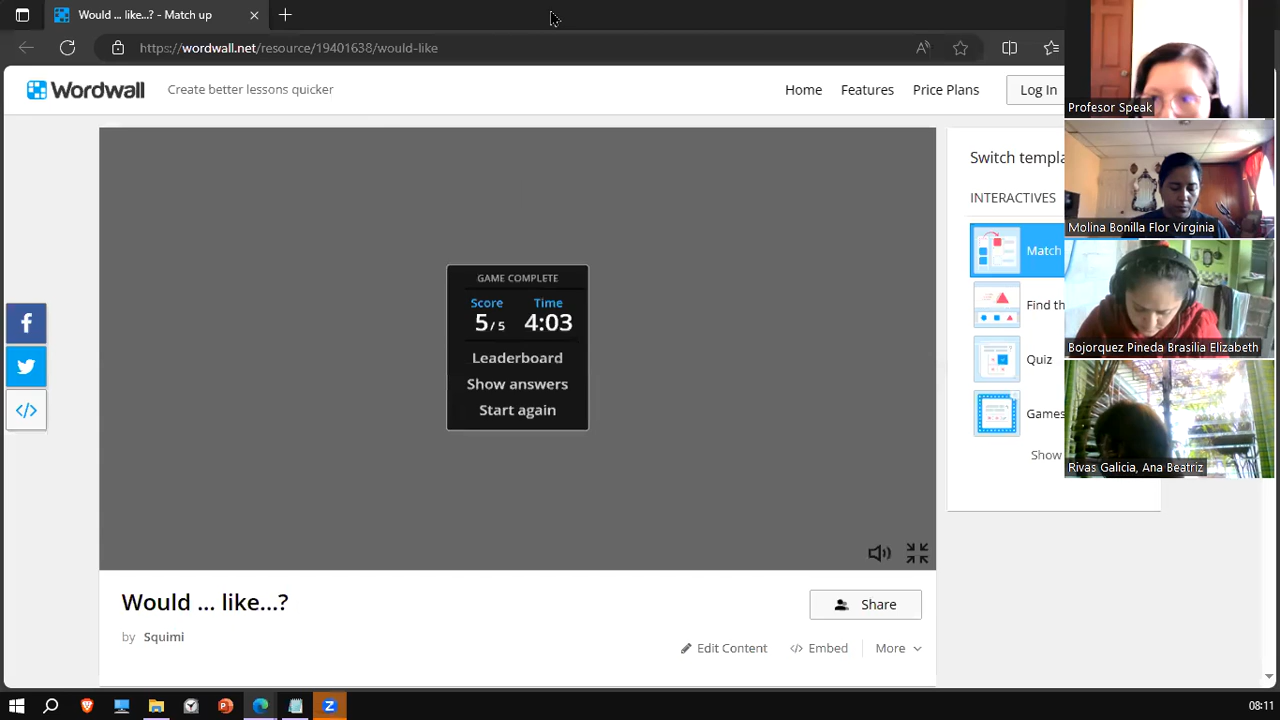 Would ... like...? - Match up
https://wordwall.net/resource/19401638/would-like
Wordwall
Create better lessons quicker
Home
Features
Price Plans
Log In
GAME COMPLETE
Score
Time
5/5
4:03
Leaderboard
Show answers
Start again
Switch templa
INTERACTIVES
Match
Find th
Quiz
Games
Show
Profesor Speak
Molina Bonilla Flor Virginia
Bojorquez Pineda Brasilia Elizabeth
Rivas Galicia, Ana Beatriz
Would ... like...?
Share
by Squimi
Edit Content
Embed
More
08:11